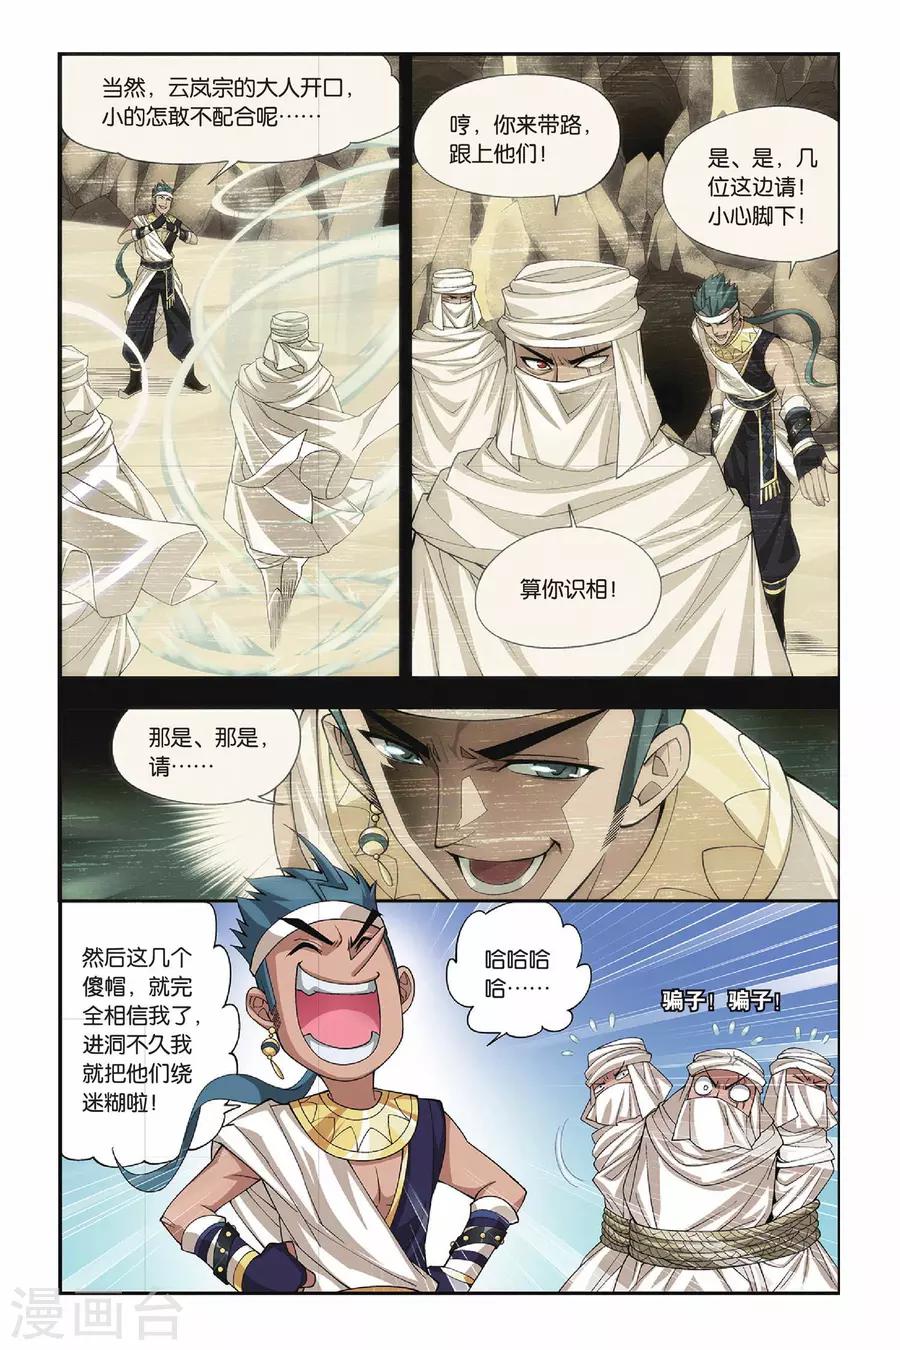 当然，云岚宗的大人开口，
小的怎敢不配合呢……
哼，你来带路，
跟上他们！
是、是，几
位这边请！
小心脚下！
算你识相！
那是、那是，
请……
然后这几个
傻帽，就完
全相信我了，
进洞不久我
就把他们绕
迷糊啦！
哈哈哈
哈……
骗子！骗子！
漫画台